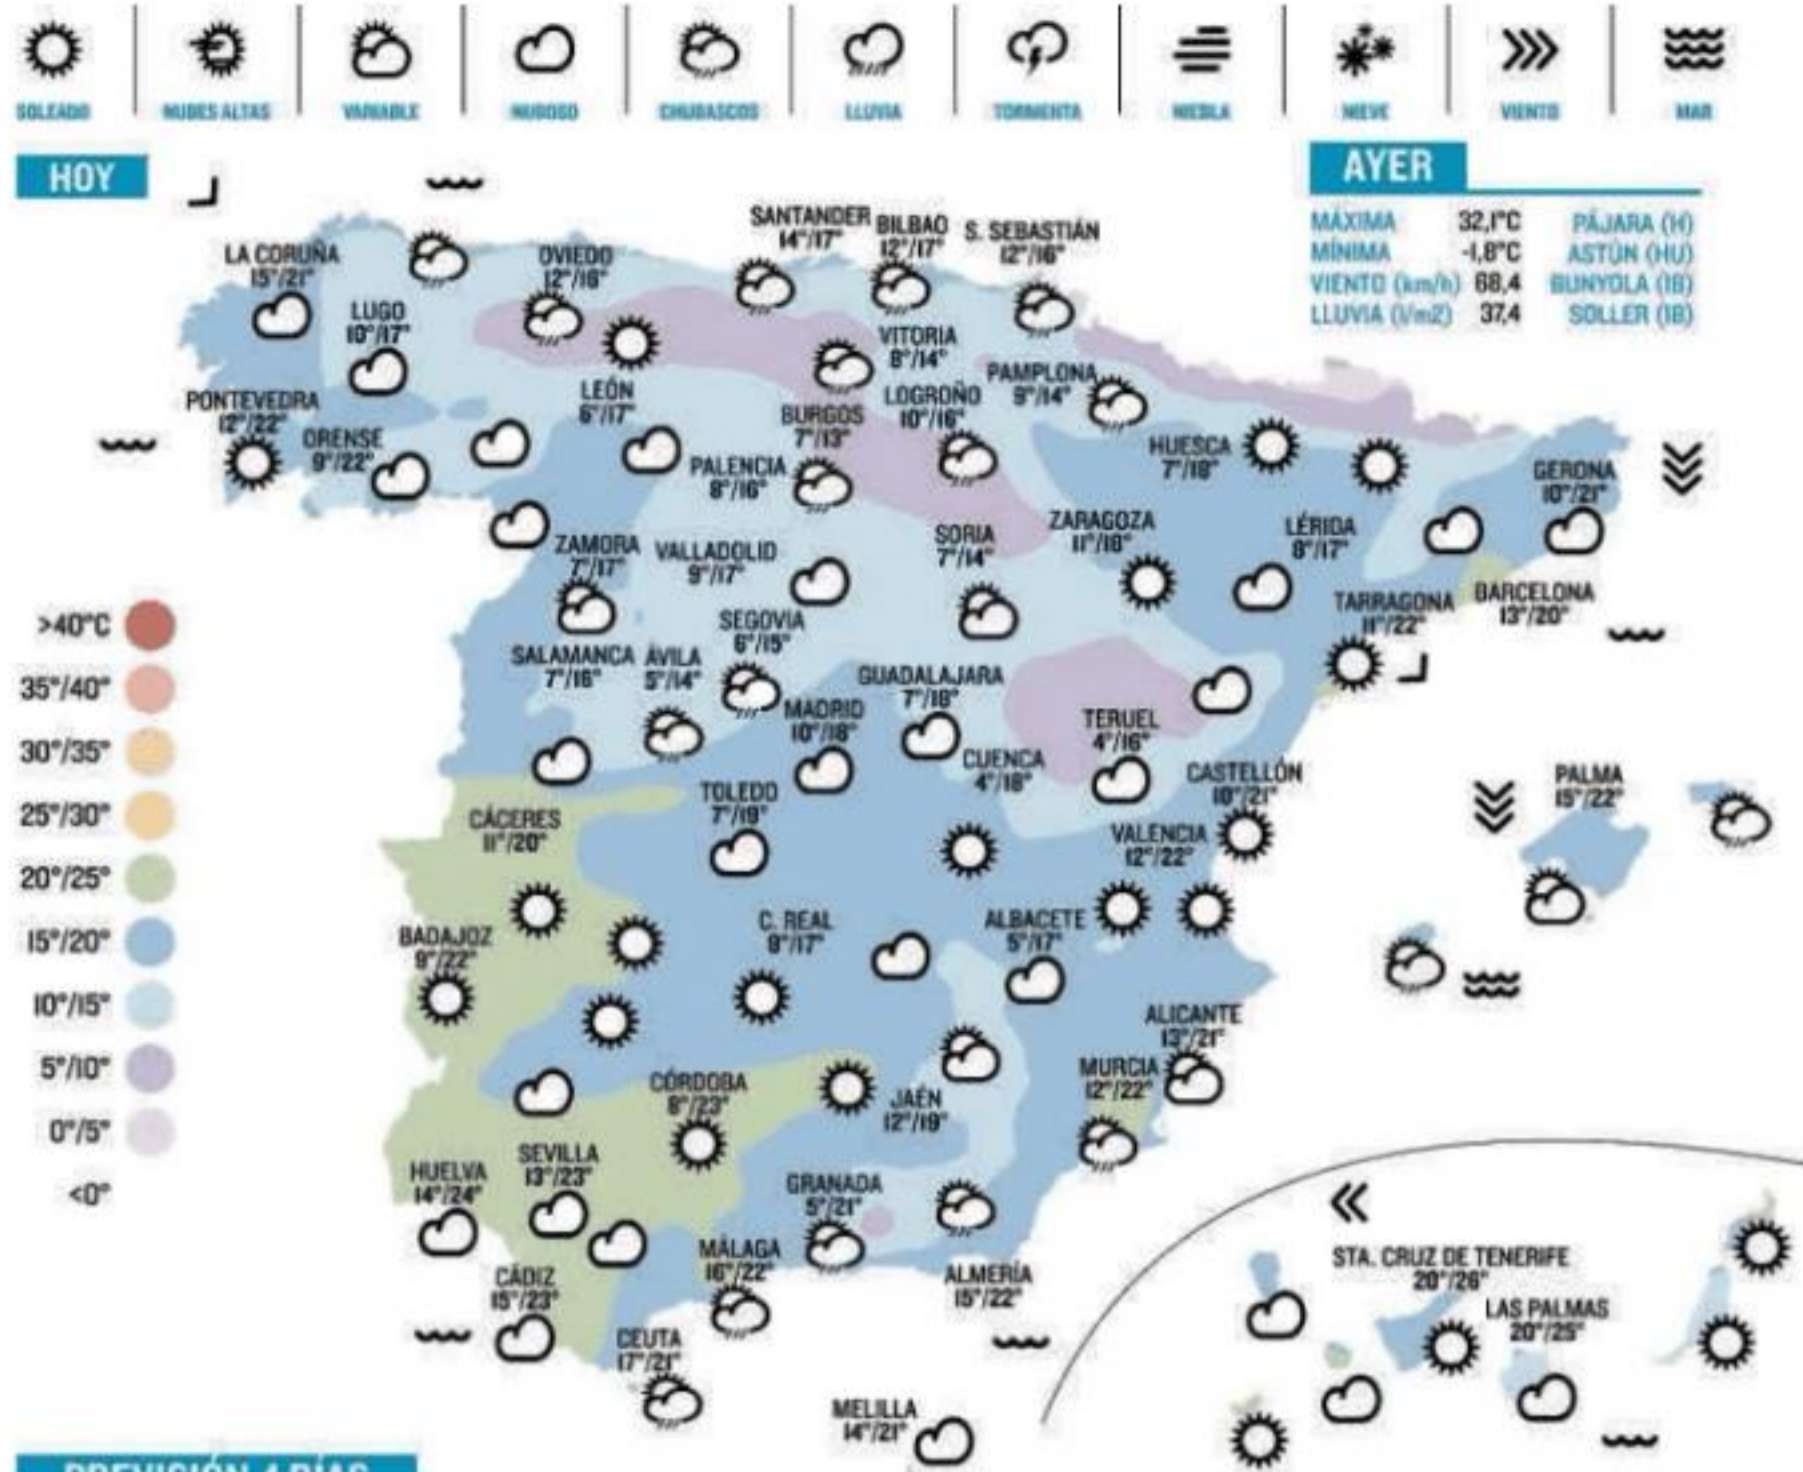 SOLEADO
NUBES ALTAS
VARIABLE
NUBOSO
CHUBASCOS
LLUVIA
TORMENTA
NIEBLA
NIEVE
VIENTO
MAR
HOY
AYER
MÁXIMA 32,1°C PÁJARA (H)
MÍNIMA -1,8°C ASTÚN (HU)
VIENTO (km/h) 68,4 BUNYOLA (IB)
LLUVIA (l/m2) 37,4 SOLLER (IB)
SANTANDER
14°/17°
BILBAO
12°/17°
S. SEBASTIÁN
12°/16°
LA CORUÑA
15°/21°
OVIEDO
12°/16°
LUGO
10°/17°
VITORIA
8°/14°
PAMPLONA
9°/14°
LEÓN
6°/17°
LOGROÑO
10°/16°
PONTEVEDRA
12°/22°
BURGOS
7°/13°
ORENSE
9°/22°
HUESCA
7°/18°
PALENCIA
8°/16°
GERONA
10°/21°
ZARAGOZA
11°/18°
LÉRIDA
8°/17°
SORIA
7°/14°
ZAMORA
7°/17°
VALLADOLID
9°/17°
BARCELONA
13°/20°
TARRAGONA
11°/22°
SEGOVIA
6°/15°
SALAMANCA
7°/16°
ÁVILA
5°/14°
GUADALAJARA
7°/18°
MADRID
10°/18°
TERUEL
4°/16°
CUENCA
4°/18°
CASTELLÓN
10°/21°
PALMA
15°/22°
TOLEDO
7°/19°
CÁCERES
11°/20°
VALENCIA
12°/22°
C. REAL
8°/17°
ALBACETE
5°/17°
BADAJOZ
9°/22°
ALICANTE
13°/21°
MURCIA
12°/22°
CÓRDOBA
8°/23°
JAÉN
12°/19°
SEVILLA
13°/23°
HUELVA
14°/24°
GRANADA
5°/21°
MÁLAGA
16°/22°
ALMERÍA
15°/22°
CÁDIZ
15°/23°
CEUTA
17°/21°
MELILLA
14°/21°
STA. CRUZ DE TENERIFE
20°/26°
LAS PALMAS
20°/25°
>40°C
35°/40°
30°/35°
25°/30°
20°/25°
15°/20°
10°/15°
5°/10°
0°/5°
<0°
PREVISIÓN 4 DÍAS